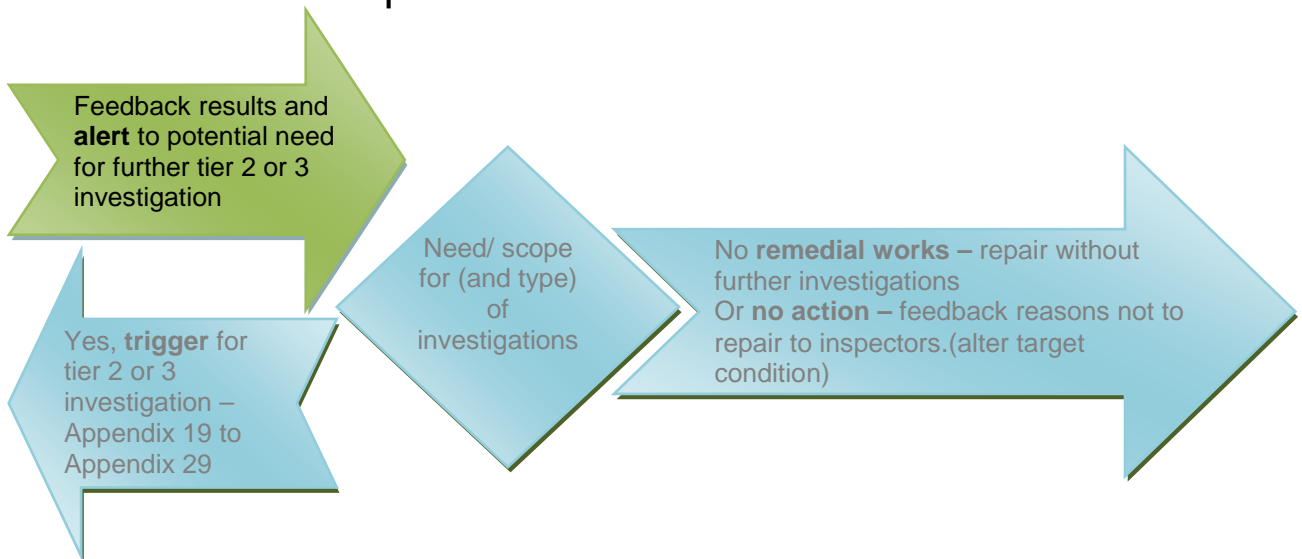 Feedback results and
alert to potential need
for further tier 2 or 3
investigation
Need/ scope
for (and type)
of
investigations
No remedial works – repair without
further investigations
Or no action – feedback reasons not to
repair to inspectors.(alter target
condition)
Yes, trigger for
tier 2 or 3
investigation –
Appendix 19 to
Appendix 29